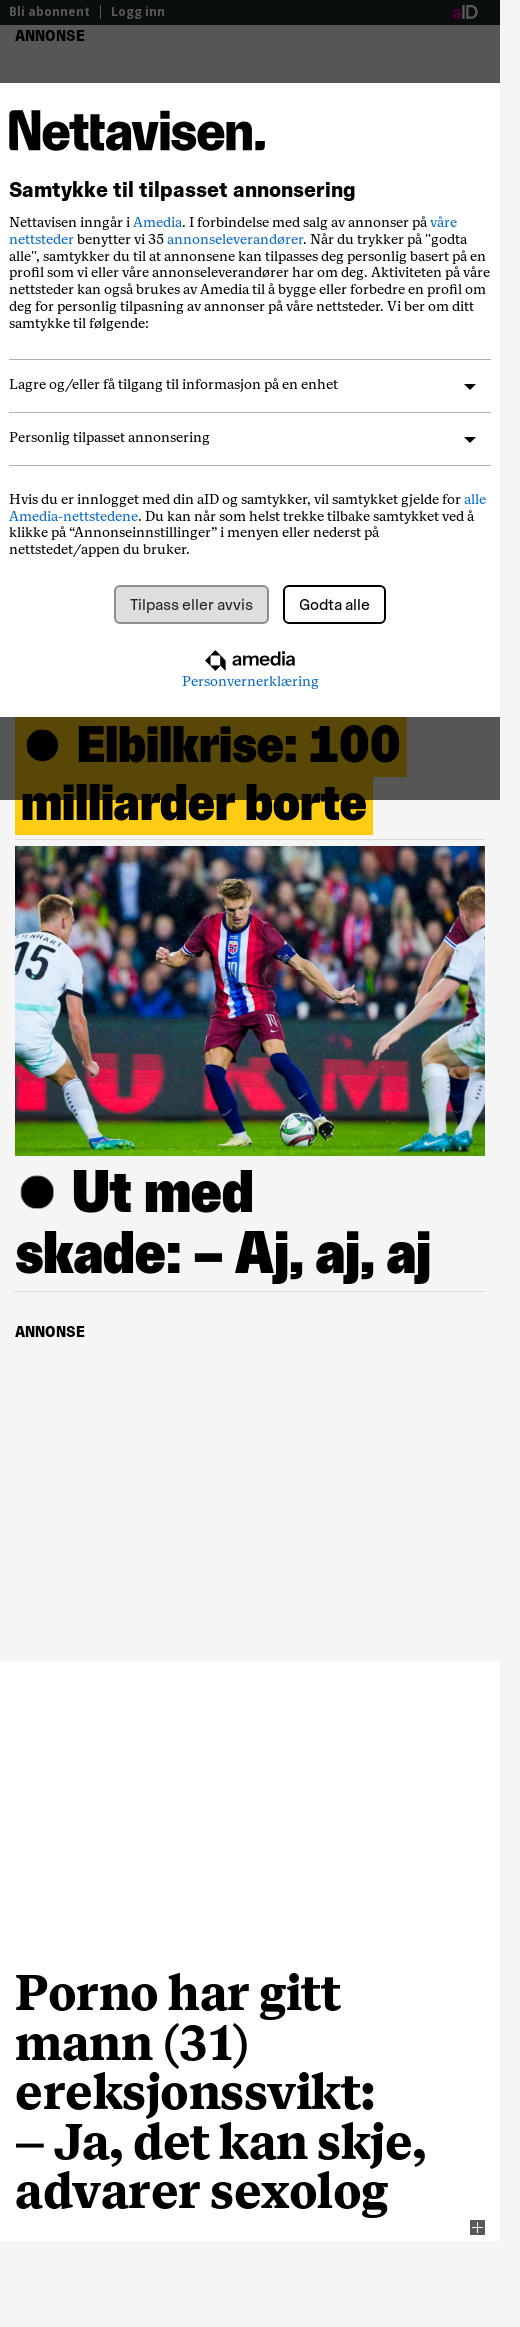 Bli abonnent
Logg inn
aID
ANNONSE
Nettavisen.
Samtykke til tilpasset annonsering
Nettavisen inngår i Amedia. I forbindelse med salg av annonser på våre
nettsteder benytter vi 35 annonseleverandører. Når du trykker på "godta
alle", samtykker du til at annonsene kan tilpasses deg personlig basert på en
profil som vi eller våre annonseleverandører har om deg. Aktiviteten på våre
nettsteder kan også brukes av Amedia til å bygge eller forbedre en profil om
deg for personlig tilpasning av annonser på våre nettsteder. Vi ber om ditt
samtykke til følgende:
Lagre og/eller få tilgang til informasjon på en enhet
Personlig tilpasset annonsering
Hvis du er innlogget med din aID og samtykker, vil samtykket gjelde for alle
Amedia-nettstedene. Du kan når som helst trekke tilbake samtykket ved å
klikke på “Annonseinnstillinger” i menyen eller nederst på
nettstedet/appen du bruker.
Tilpass eller avvis
Godta alle
amedia
Personvernerklæring
Elbilkrise: 100
milliarder borte
15
10
Ut med
skade: – Aj, aj, aj
ANNONSE
Porno har gitt
mann (31)
ereksjonssvikt:
– Ja, det kan skje,
advarer sexolog